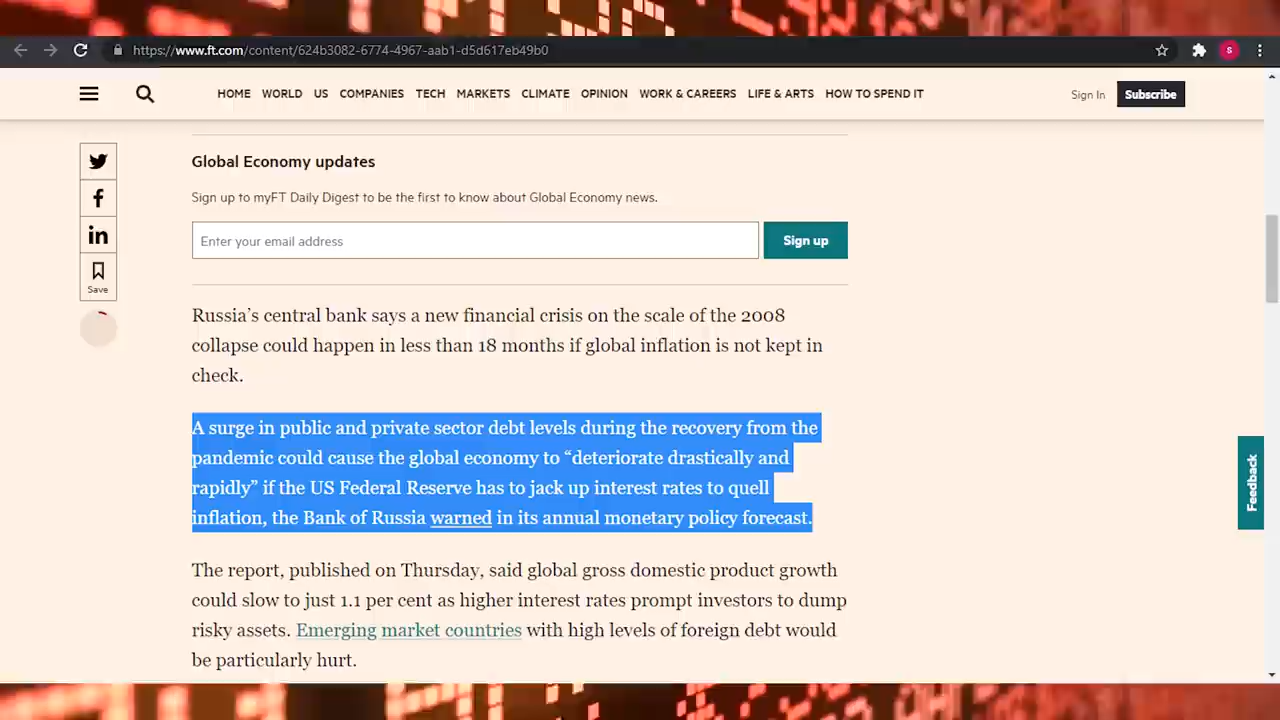 https://www.ft.com/content/624b3082-6774-4967-aab1-d5d617eb49b0
S
HOME WORLD US COMPANIES TECH MARKETS CLIMATE OPINION WORK & CAREERS LIFE & ARTS HOW TO SPEND IT
Sign In Subscribe
Global Economy updates
Sign up to myFT Daily Digest to be the first to know about Global Economy news.
Enter your email address Sign up
Save
Russia’s central bank says a new financial crisis on the scale of the 2008
collapse could happen in less than 18 months if global inflation is not kept in
check.
A surge in public and private sector debt levels during the recovery from the
pandemic could cause the global economy to “deteriorate drastically and
rapidly” if the US Federal Reserve has to jack up interest rates to quell
inflation, the Bank of Russia warned in its annual monetary policy forecast.
Feedback
The report, published on Thursday, said global gross domestic product growth
could slow to just 1.1 per cent as higher interest rates prompt investors to dump
risky assets. Emerging market countries with high levels of foreign debt would
be particularly hurt.